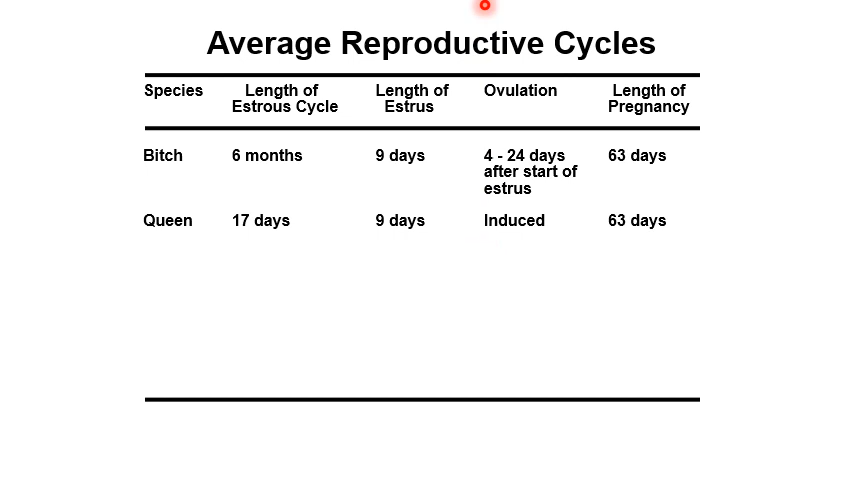 Average Reproductive Cycles
Species Length of Estrous Cycle Length of Estrus Ovulation Length of Pregnancy
Bitch 6 months 9 days 4 - 24 days after start of estrus 63 days
Queen 17 days 9 days Induced 63 days